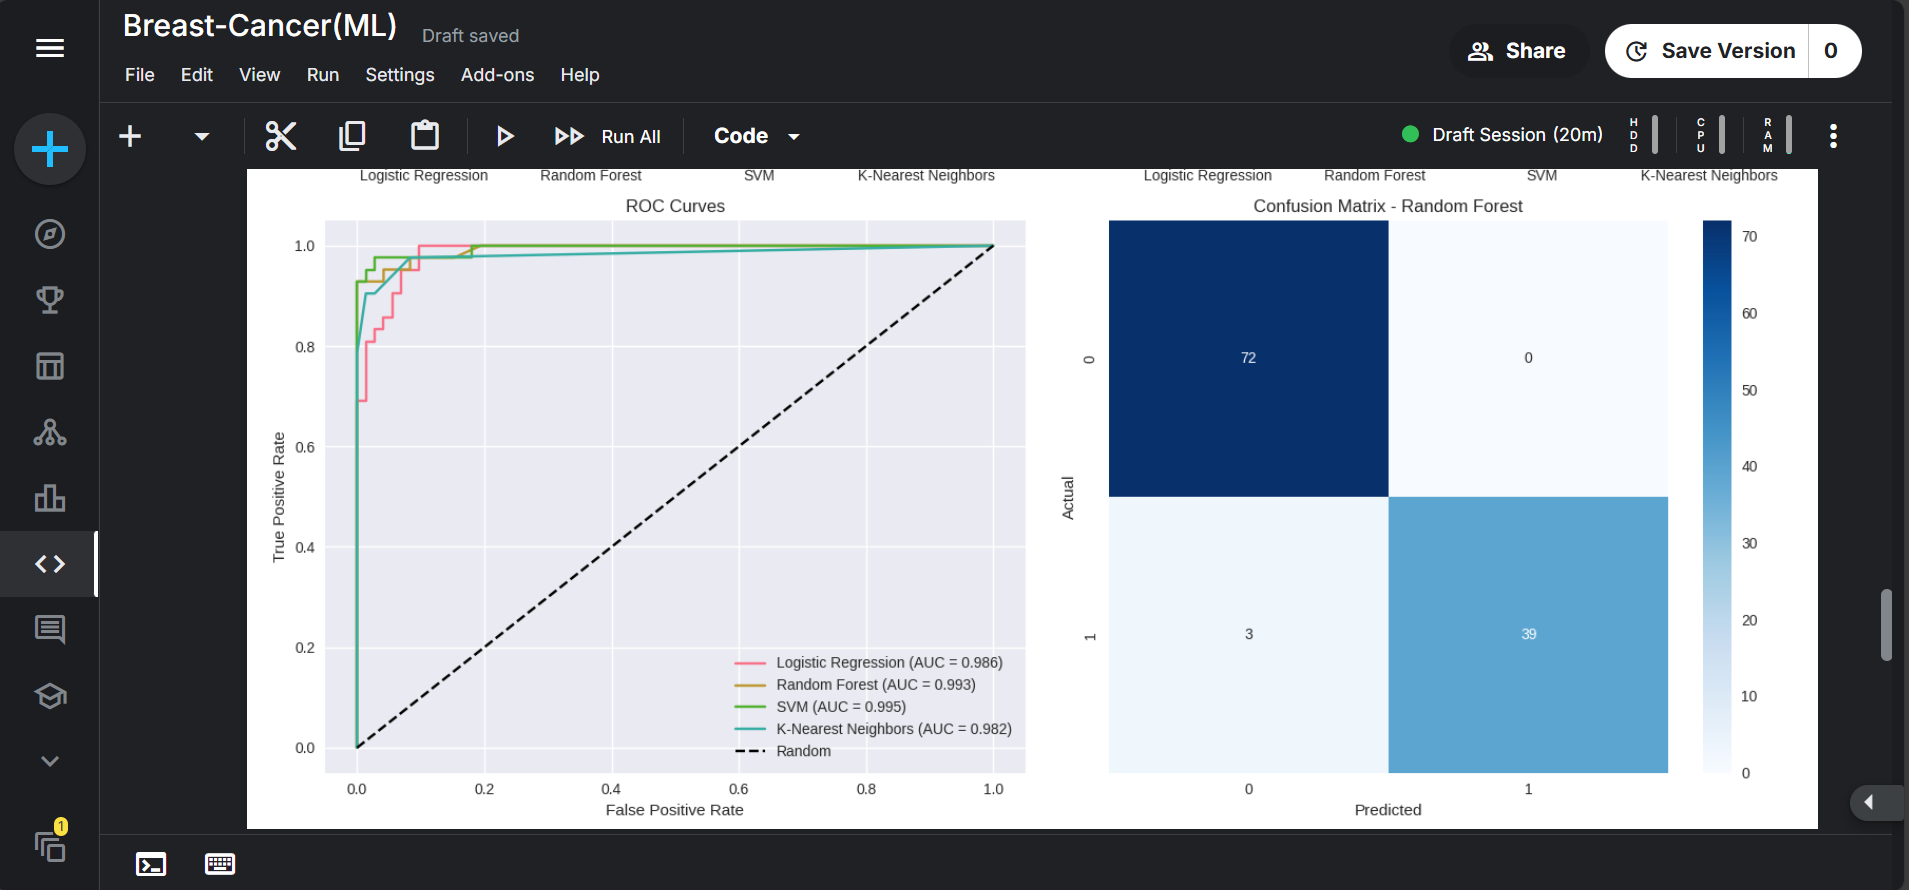 Breast-Cancer(ML) Draft saved
File Edit View Run Settings Add-ons Help
Share
Save Version 0
Run All
Code
Draft Session (20m)
HDD
CPU
RAM
Logistic Regression Random Forest SVM K-Nearest Neighbors
Logistic Regression Random Forest SVM K-Nearest Neighbors
ROC Curves
1.0
0.8
0.6
0.4
0.2
0.0
True Positive Rate
Logistic Regression (AUC = 0.986)
Random Forest (AUC = 0.993)
SVM (AUC = 0.995)
K-Nearest Neighbors (AUC = 0.982)
Random
0.0 0.2 0.4 0.6 0.8 1.0
False Positive Rate
Confusion Matrix - Random Forest
Actual
0
72 0
1
3 39
0 1
Predicted
70
60
50
40
30
20
10
0
1